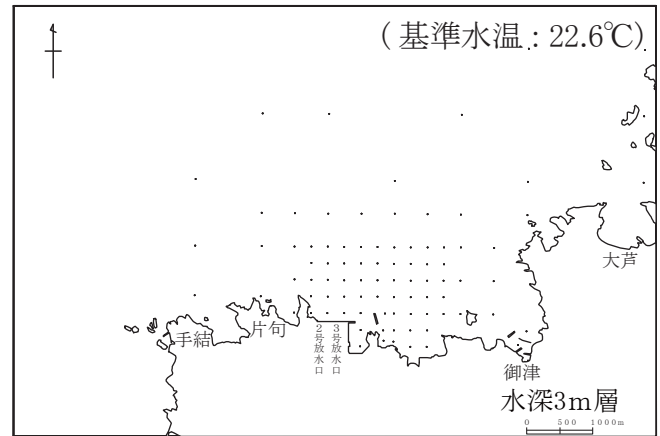 (基準水温:22.6℃)
大芦
手結
片句
2号放水口
3号放水口
御津
水深3m層
0 500 1000m